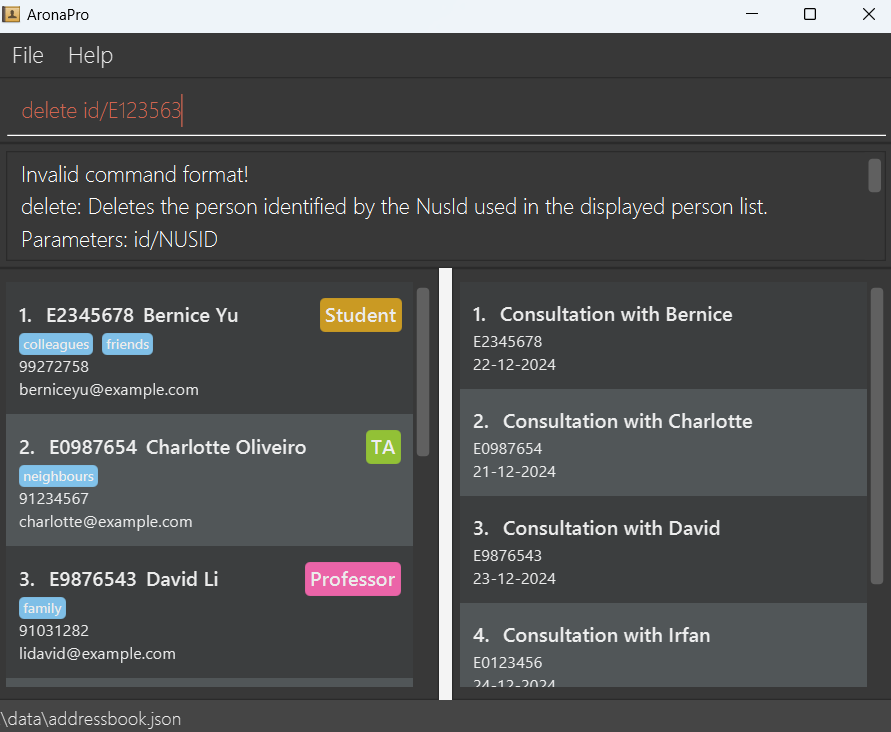 AronaPro
File Help
delete id/E123563
Invalid command format!
delete: Deletes the person identified by the NusId used in the displayed person list.
Parameters: id/NUSID
1. E2345678 Bernice Yu Student
colleagues friends
99272758
berniceyu@example.com
2. E0987654 Charlotte Oliveiro TA
neighbours
91234567
charlotte@example.com
3. E9876543 David Li Professor
family
91031282
lidavid@example.com
1. Consultation with Bernice
E2345678
22-12-2024
2. Consultation with Charlotte
E0987654
21-12-2024
3. Consultation with David
E9876543
23-12-2024
4. Consultation with Irfan
E0123456
24-12-2024
\data\addressbook.json